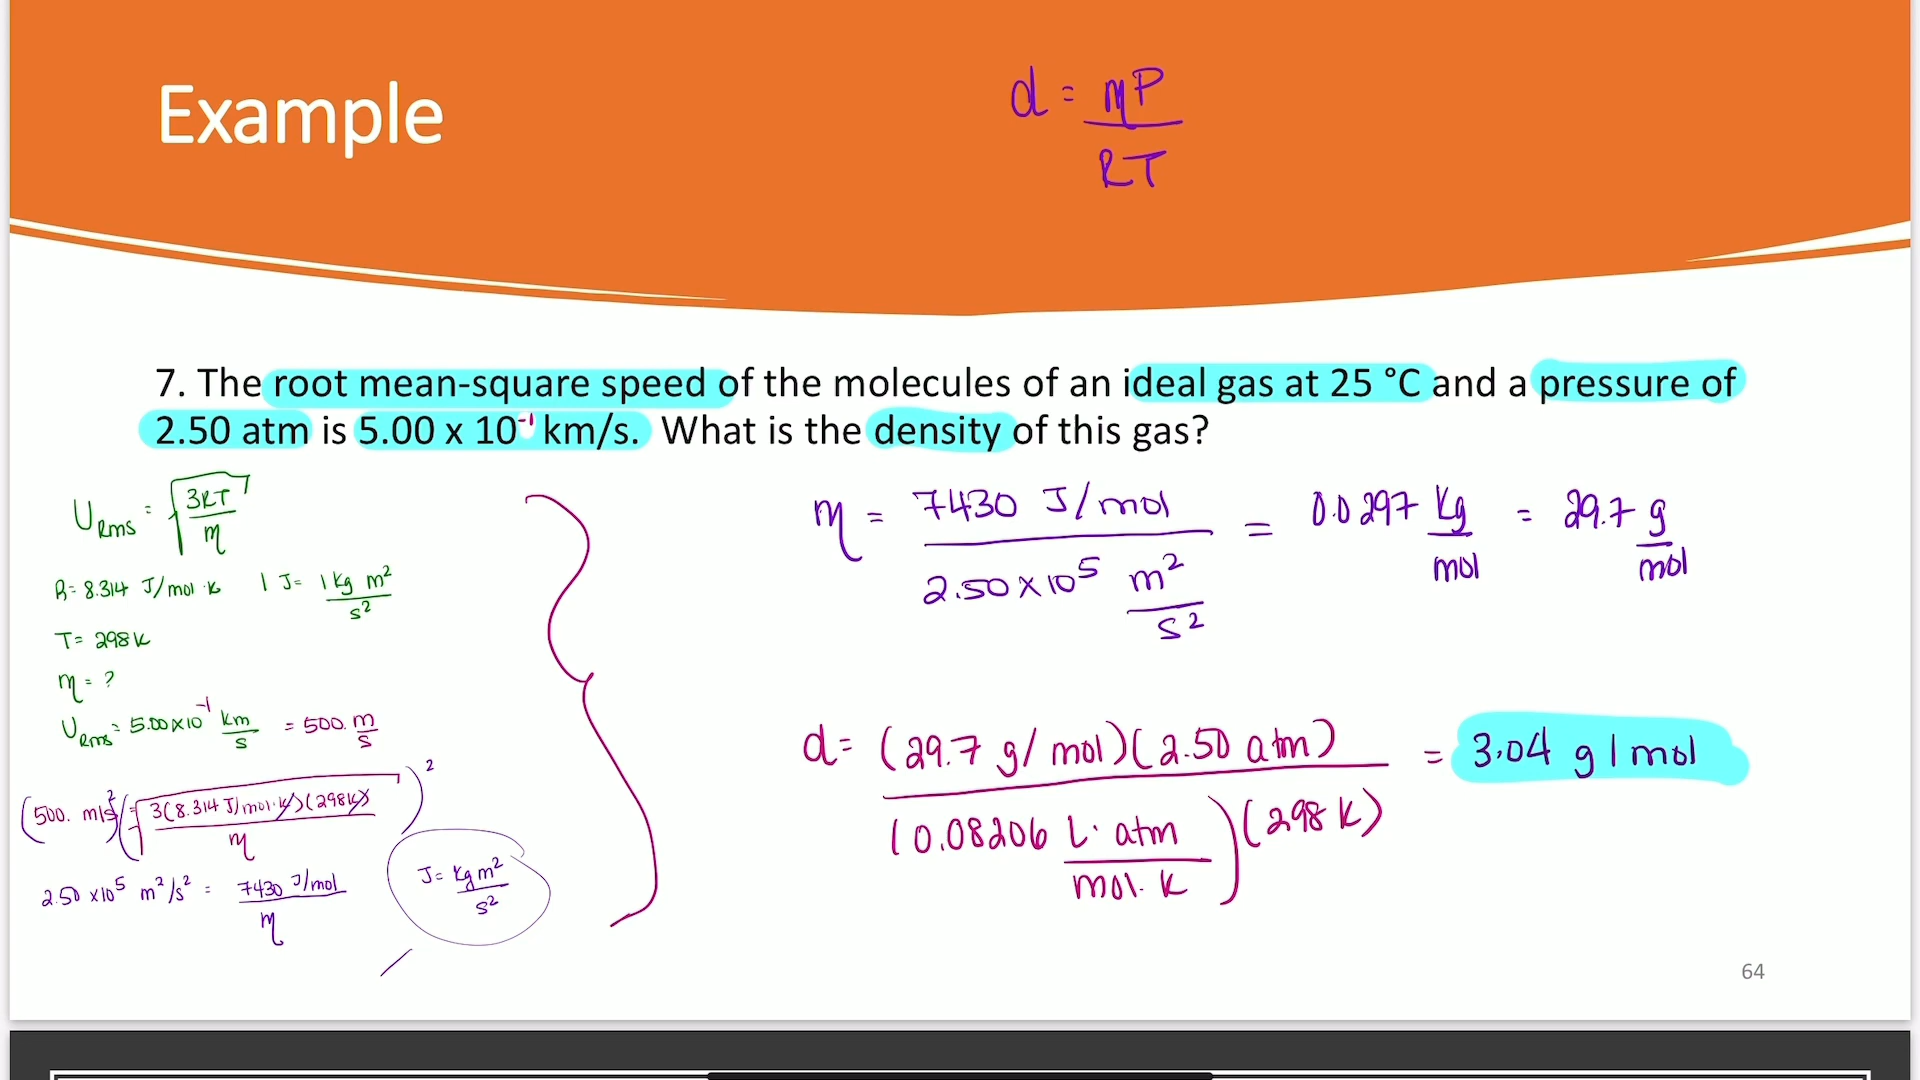 Example
d = mP / RT
7. The root mean-square speed of the molecules of an ideal gas at 25 °C and a pressure of
2.50 atm is 5.00 x 10⁻¹ km/s. What is the density of this gas?
U_Rms = √(3RT / m)
R = 8.314 J/mol·K 1 J = 1 kg m² / s²
T = 298 K
m = ?
U_Rms = 5.00 x 10⁻¹ km/s = 500. m/s
(500. m/s)² = (√(3(8.314 J/mol·K)(298K) / m))²
2.50 x10⁵ m²/s² = 7430 J/mol / m
J = kg m² / s²
m = 7430 J/mol / 2.50 x 10⁵ m²/s² = 0.0297 kg/mol = 29.7 g/mol
d = (29.7 g/mol)(2.50 atm) / (0.08206 L·atm / mol·K)(298 K) = 3.04 g/mol
64